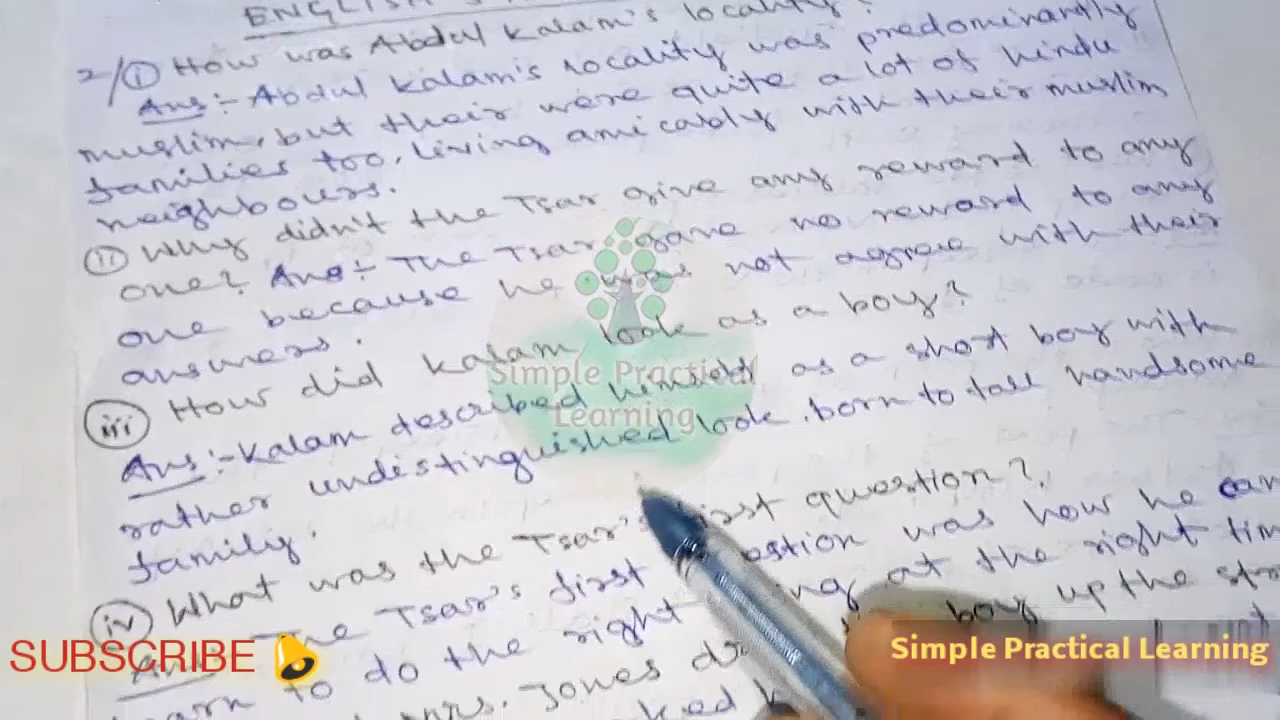 ENGLISH
2/ i How was Abdul Kalam's locality?
Ans:- Abdul Kalam's locality was predominantly
muslim, but their were quite a lot of hindu
families too. Living amicably with their muslim
neighbours.
ii Why didn't the Tsar give any reward to any
one? Ans:- The Tsar gave no reward to any
one because he was not agree with their
answers.
iii How did Kalam look as a boy?
Ans:- Kalam described himself as a short boy with
rather undistinguished look, born to tall handsome
family.
iv What was the Tsar's first question?
Ans The Tsar's first question was how he can
learn to do the right thing at the right time
Mrs. Jones boy up the
Simple Practical
Learning
SUBSCRIBE
Simple Practical Learning